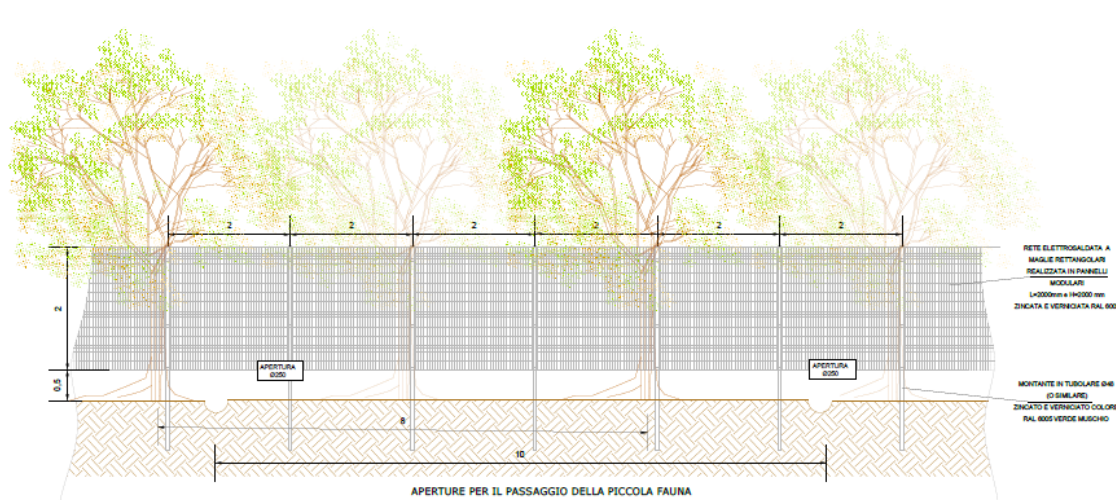 2
2
2
2
2
2
RETE ELETTROSALDATA A
MAGLIE RETTANGOLARI
REALIZZATA IN PANNELLI
MODULARI
L=2000mm e H=2000 mm
ZINCATA E VERNICIATA RAL 600
2
0,5
APERTURA
Ø250
APERTURA
Ø250
MONTANTE IN TUBOLARE Ø48
(O SIMILARE)
ZINCATO E VERNICIATO COLORE
RAL 6005 VERDE MUSCHIO
8
10
APERTURE PER IL PASSAGGIO DELLA PICCOLA FAUNA